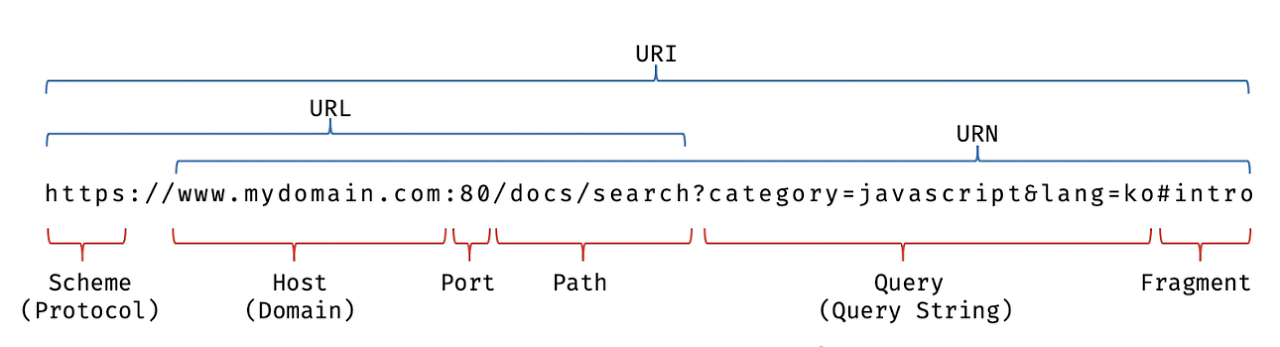 URI
URL
URN
https://www.mydomain.com:80/docs/search?category=javascript&lang=ko#intro
Scheme Host Port Path Query Fragment
(Protocol) (Domain) (Query String)